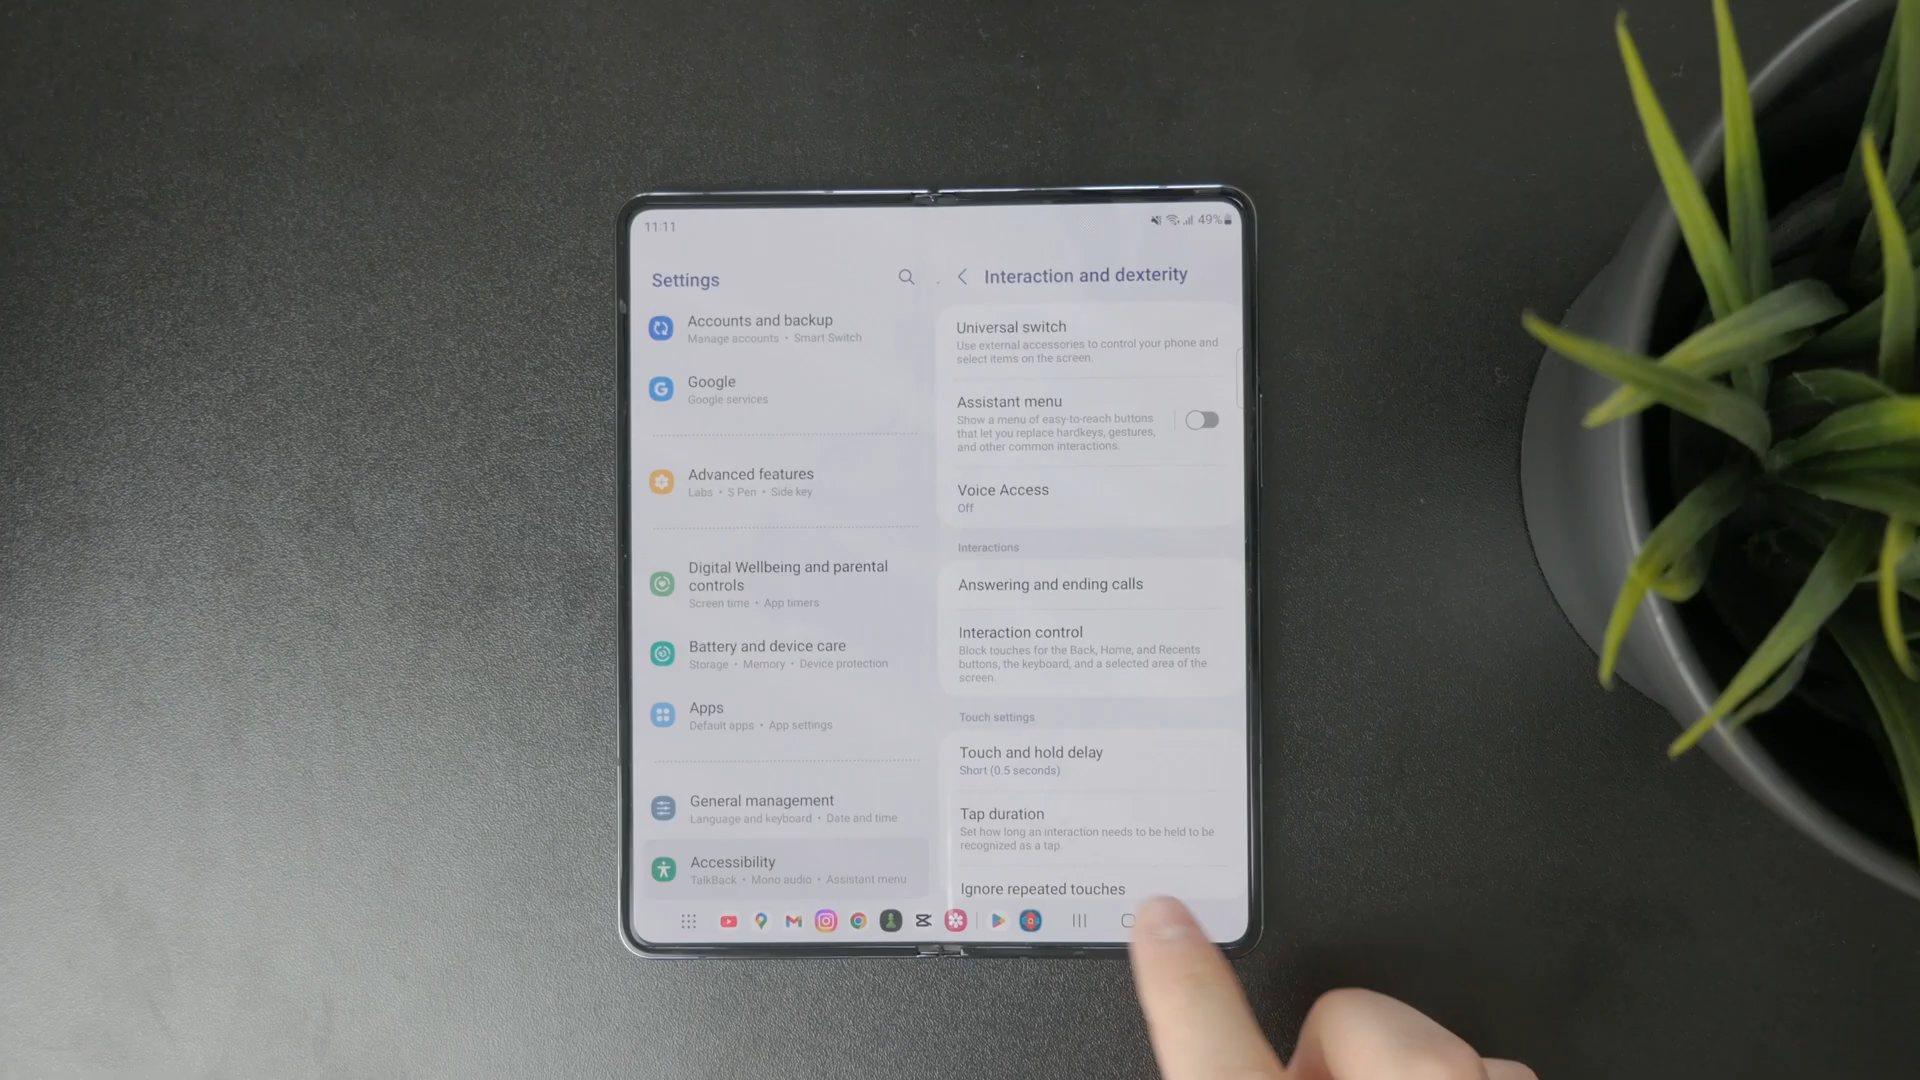 11:11
49%
Settings
Accounts and backup
Manage accounts • Smart Switch
Google
Google services
Advanced features
Labs • S Pen • Side key
Digital Wellbeing and parental
controls
Screen time • App timers
Battery and device care
Storage • Memory • Device protection
Apps
Default apps • App settings
General management
Language and keyboard • Date and time
Accessibility
TalkBack • Mono audio • Assistant menu
Interaction and dexterity
Universal switch
Use external accessories to control your phone and
select items on the screen.
Assistant menu
Show a menu of easy-to-reach buttons
that let you replace hardkeys, gestures,
and other common interactions.
Voice Access
Off
Interactions
Answering and ending calls
Interaction control
Block touches for the Back, Home, and Recents
buttons, the keyboard, and a selected area of the
screen.
Touch settings
Touch and hold delay
Short (0.5 seconds)
Tap duration
Set how long an interaction needs to be held to be
recognized as a tap.
Ignore repeated touches